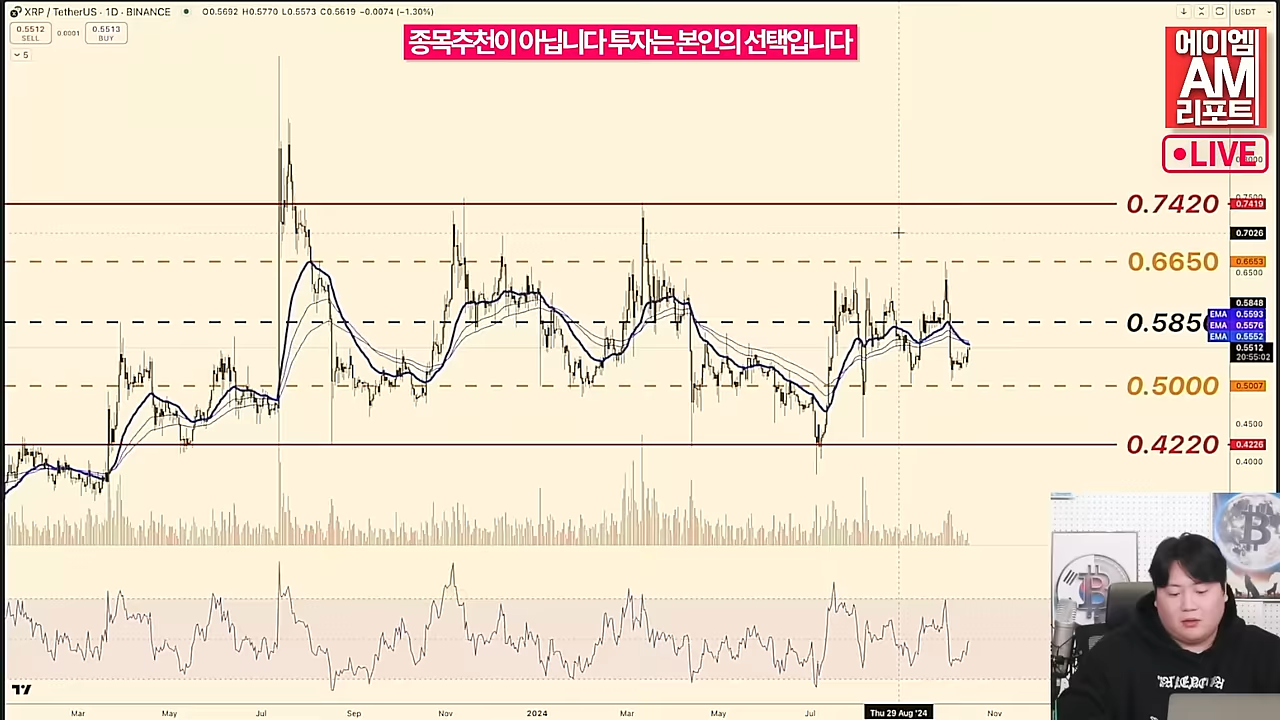 XRP / TetherUS · 1D · BINANCE O0.5692 H0.5770 L0.5573 C0.5619 −0.0074 (−1.30%)
USDT
0.5512
SELL
0.0001
0.5513
BUY
5
종목추천이 아닙니다 투자는 본인의 선택입니다
에이엠
AM
리포트
LIVE
0.7420
0.7419
0.7026
0.6650
0.6653
0.6500
0.5848
0.585
EMA 0.5593
EMA 0.5576
EMA 0.5552
0.5512
20:55:02
0.5000
0.5007
0.4500
0.4220
0.4226
0.4000
Mar May Jul Sep Nov 2024 Mar May Jul Thu 29 Aug '24 Nov